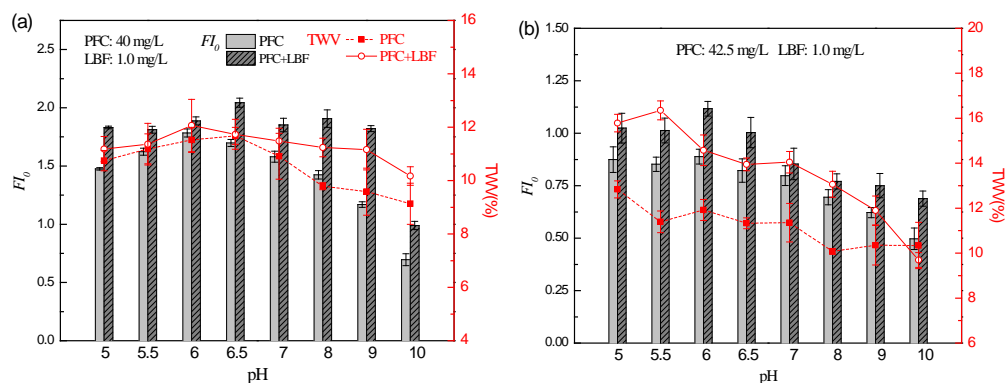 (a)
PFC: 40 mg/L
LBF: 1.0 mg/L
FI0 PFC
PFC+LBF
TWV PFC
PFC+LBF
FI0
2.5
2.0
1.5
1.0
0.5
0.0
16
14
12
10
8
6
4
TWV(%)
5 5.5 6 6.5 7 8 9 10
pH
(b)
PFC: 42.5 mg/L LBF: 1.0 mg/L
FI0
1.50
1.25
1.00
0.75
0.50
0.25
0.00
20
18
16
14
12
10
8
6
TWV(%)
5 5.5 6 6.5 7 8 9 10
pH